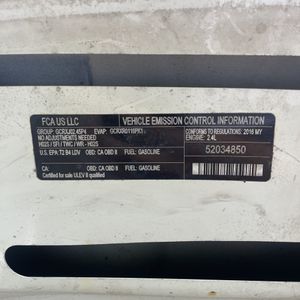 FCA US LLC
VEHICLE EMISSION CONTROL INFORMATION
GROUP: GCRXJ02.45P4 EVAP: GCRXR0116PK1
CONFORMS TO REGULATIONS: 2016 MY
NO ADJUSTMENTS NEEDED
ENGINE: 2.4L
HO2S / SFI / TWC / WR - HO2S
U.S. EPA: T2 B4 LDV OBD: CA OBD II FUEL: GASOLINE
52034850
CA: OBD: CA OBD II FUEL: GASOLINE
Certified for sale ULEV II qualified